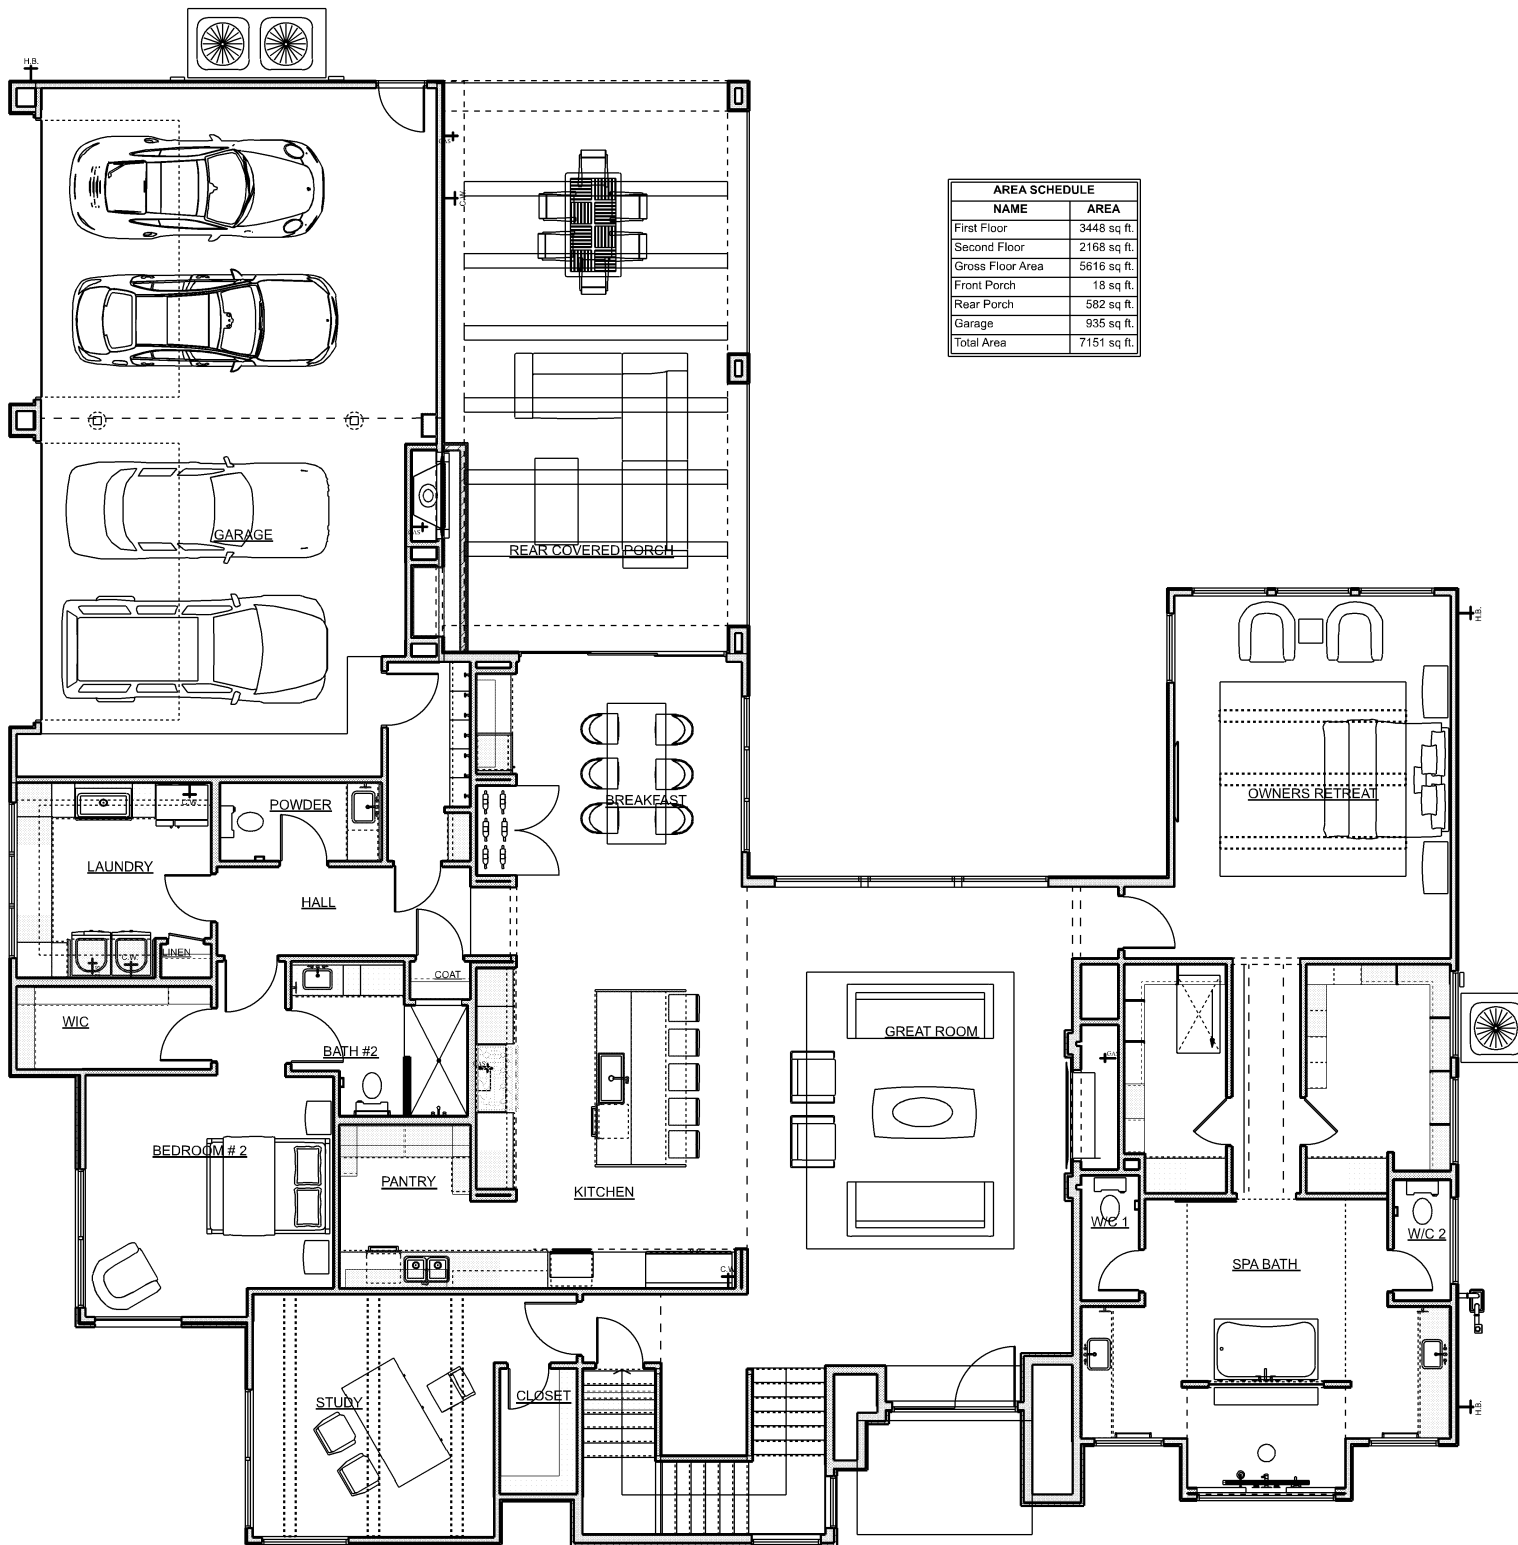 H.B.
GAS
C.W.
AREA SCHEDULE
NAME AREA
First Floor 3448 sq ft.
Second Floor 2168 sq ft.
Gross Floor Area 5616 sq ft.
Front Porch 18 sq ft.
Rear Porch 582 sq ft.
Garage 935 sq ft.
Total Area 7151 sq ft.
GARAGE
GAS
REAR COVERED PORCH
H.B.
OWNERS RETREAT
C.W.
POWDER
BREAKFAST
LAUNDRY
HALL
LINEN
C.W.
COAT
WIC
BATH #2
GREAT ROOM
GAS
BEDROOM # 2
PANTRY
KITCHEN
W/C 1
W/C 2
SPA BATH
C.W.
STUDY
CLOSET
H.B.